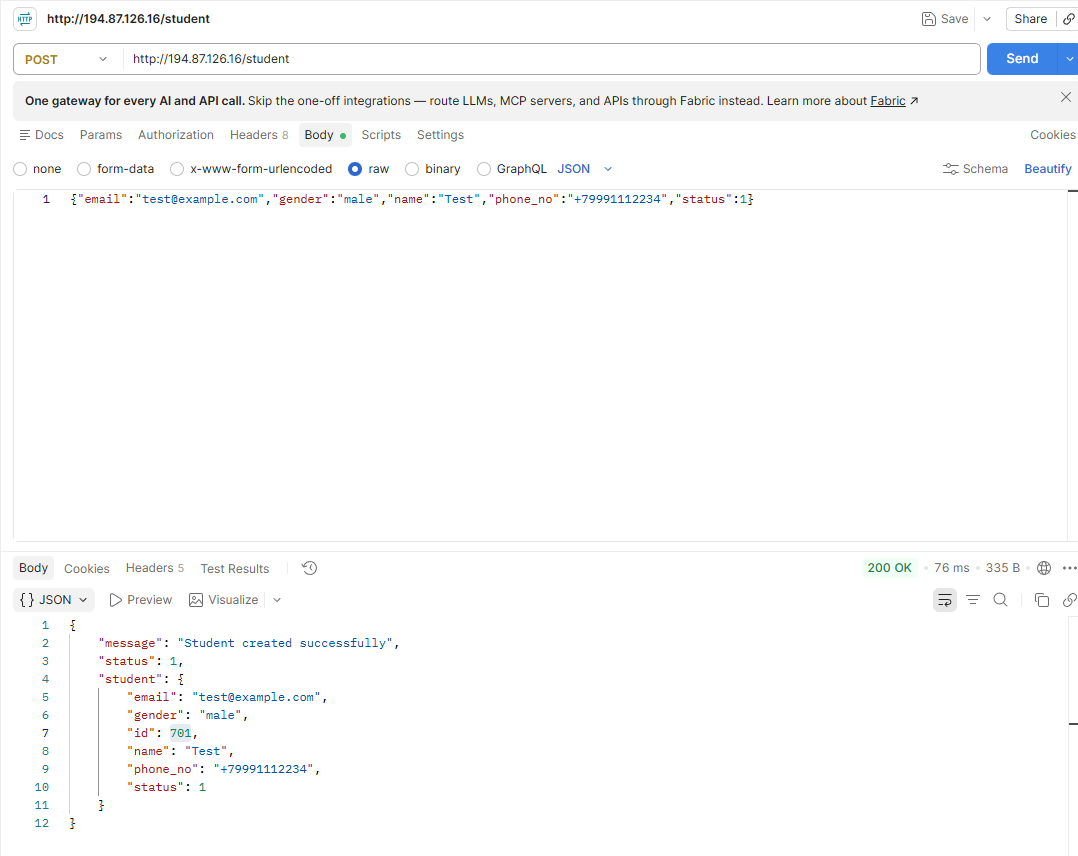 HTTP http://194.87.126.16/student Save Share
POST http://194.87.126.16/student Send
One gateway for every AI and API call. Skip the one-off integrations — route LLMs, MCP servers, and APIs through Fabric instead. Learn more about Fabric ↗
Docs Params Authorization Headers 8 Body Scripts Settings Cookies
none form-data x-www-form-urlencoded raw binary GraphQL JSON Schema Beautify
1 {"email":"test@example.com","gender":"male","name":"Test","phone_no":"+79991112234","status":1}
Body Cookies Headers 5 Test Results 200 OK 76 ms 335 B
{} JSON Preview Visualize
1 {
2 "message": "Student created successfully",
3 "status": 1,
4 "student": {
5 "email": "test@example.com",
6 "gender": "male",
7 "id": 701,
8 "name": "Test",
9 "phone_no": "+79991112234",
10 "status": 1
11 }
12 }